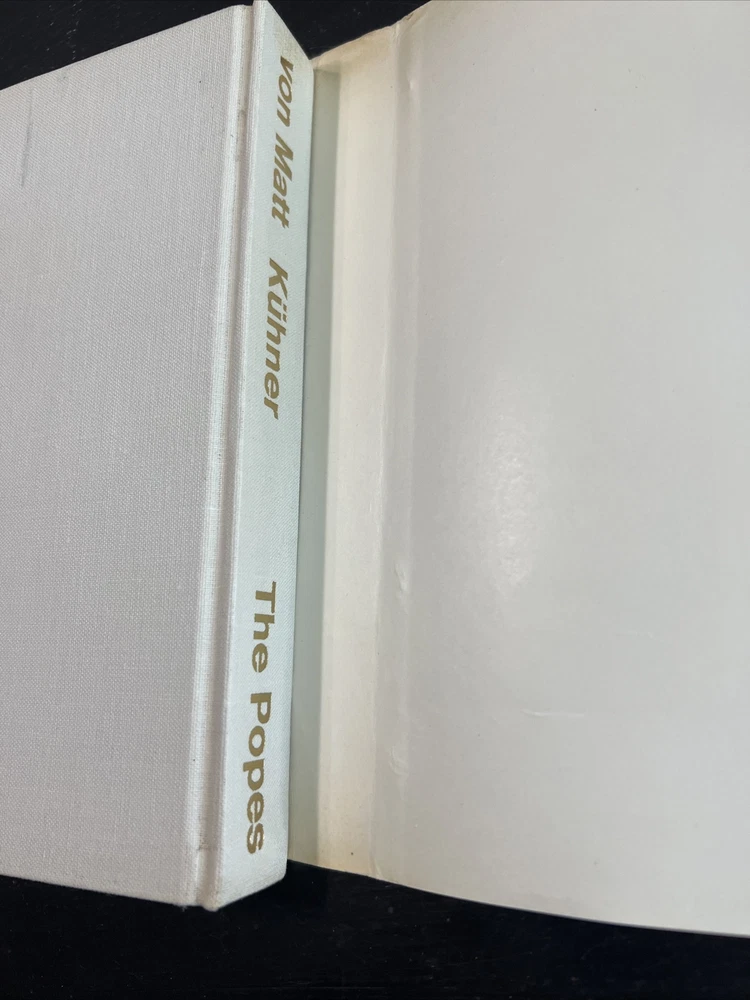 von Matt Kühner The Popes